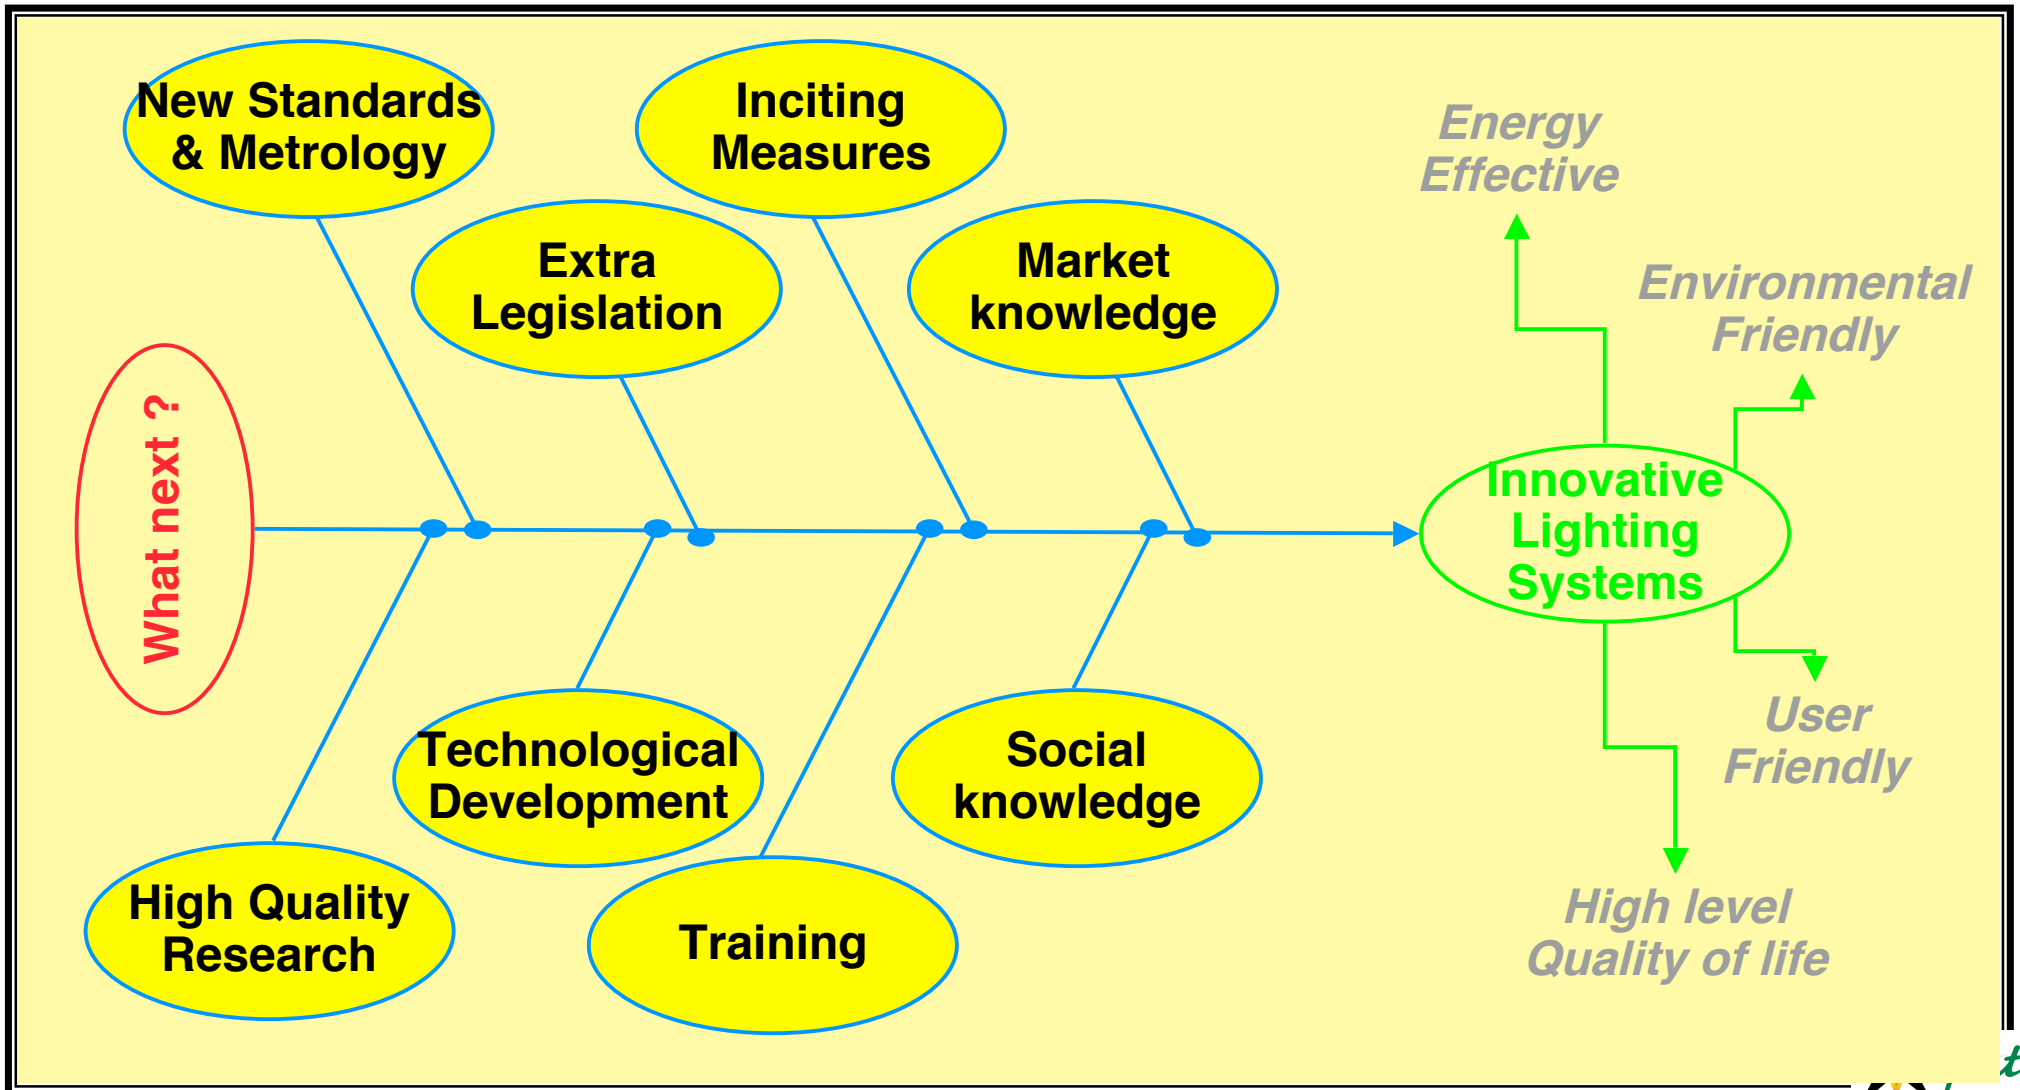 New Standards
& Metrology
Inciting
Measures
Energy
Effective
Extra
Legislation
Market
knowledge
Environmental
Friendly
What next ?
Innovative
Lighting
Systems
Technological
Development
Social
knowledge
User
Friendly
High Quality
Research
Training
High level
Quality of life